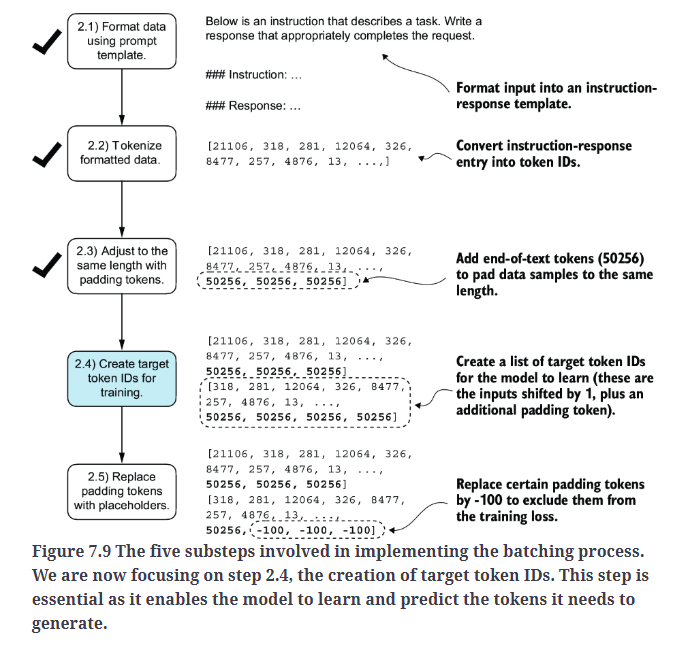 2.1) Format data
using prompt
template.
Below is an instruction that describes a task. Write a
response that appropriately completes the request.
### Instruction: ...
### Response: ...
Format input into an instruction-
response template.
2.2) Tokenize
formatted data.
[21106, 318, 281, 12064, 326,
8477, 257, 4876, 13, ...,]
Convert instruction-response
entry into token IDs.
2.3) Adjust to the
same length with
padding tokens.
[21106, 318, 281, 12064, 326,
8477, 257, 4876, 13, ...,
50256, 50256, 50256]
Add end-of-text tokens (50256)
to pad data samples to the same
length.
2.4) Create target
token IDs for
training.
[21106, 318, 281, 12064, 326,
8477, 257, 4876, 13, ...,
50256, 50256, 50256]
[318, 281, 12064, 326, 8477,
257, 4876, 13, ...,
50256, 50256, 50256, 50256]
Create a list of target token IDs
for the model to learn (these are
the inputs shifted by 1, plus an
additional padding token).
2.5) Replace
padding tokens
with placeholders.
[21106, 318, 281, 12064, 326,
8477, 257, 4876, 13, ...,
50256, 50256, 50256]
[318, 281, 12064, 326, 8477,
257, 4876, 13, ...,
50256, -100, -100, -100]
Replace certain padding tokens
by -100 to exclude them from
the training loss.
Figure 7.9 The five substeps involved in implementing the batching process.
We are now focusing on step 2.4, the creation of target token IDs. This step is
essential as it enables the model to learn and predict the tokens it needs to
generate.